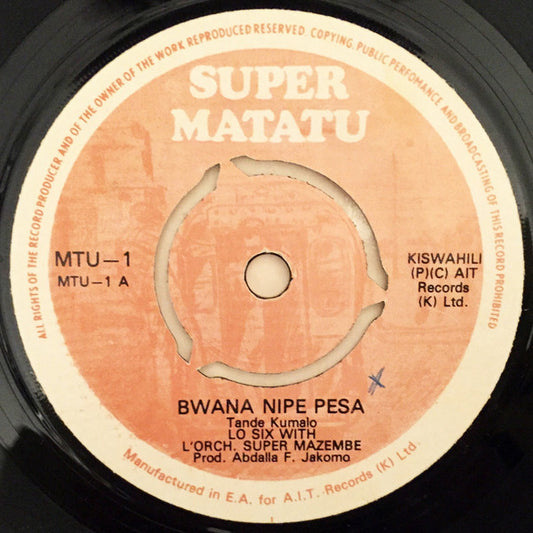 ALL RIGHTS OF THE RECORD PRODUCER AND OF THE OWNER OF THE WORK REPRODUCED RESERVED. COPYING, PUBLIC PERFOMANCE AND BROADCASTING OF THIS RECORD PROHIBITED
SUPER
MATATU
MTU-1
MTU-1 A
KISWAHILI
(P)(C) AIT
Records
(K) Ltd.
BWANA NIPE PESA
Tande Kumalo
LO SIX WITH
L'ORCH. SUPER MAZEMBE
Prod. Abdalla F. Jakomo
Manufactured in E.A. for A.I.T. Records (K) Ltd.